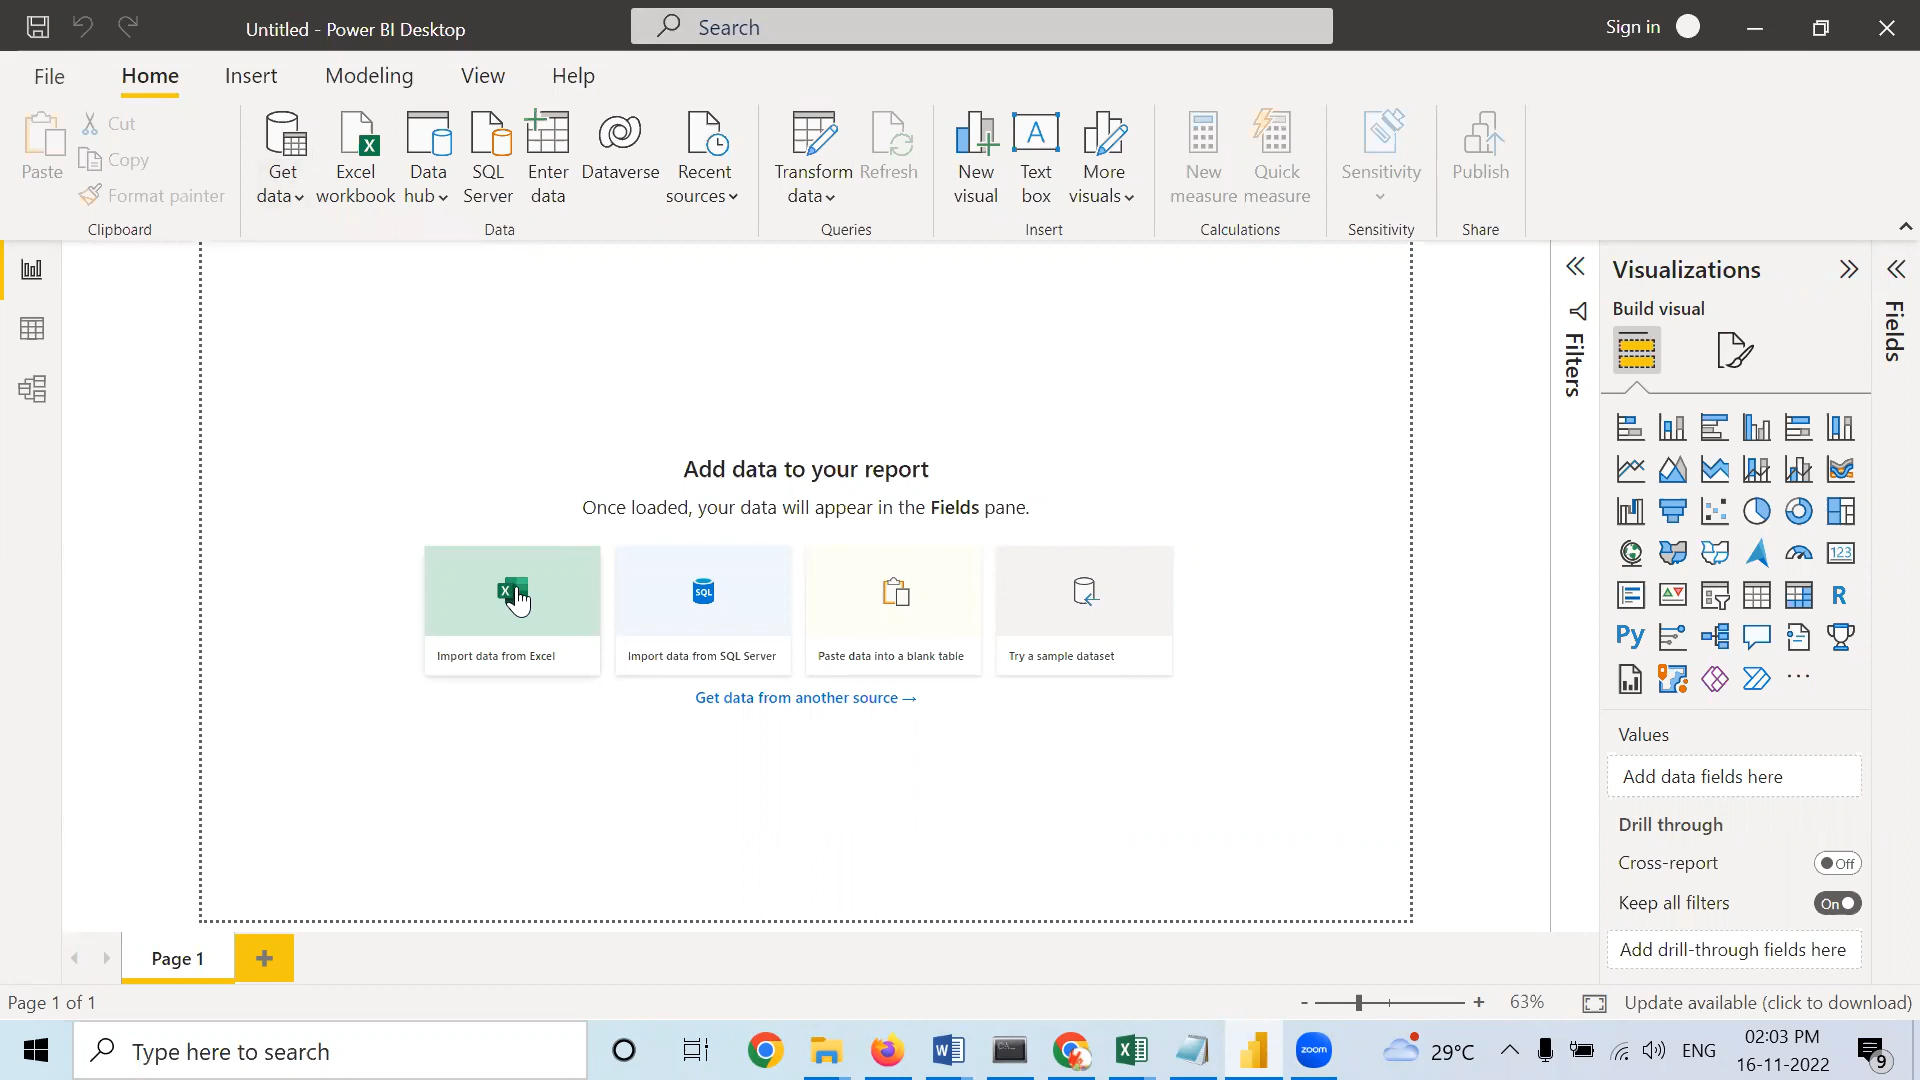 Untitled - Power BI Desktop
Search
Sign in
File
Home
Insert
Modeling
View
Help
Paste
Cut
Copy
Format painter
Clipboard
Get data
Excel workbook
Data hub
SQL Server
Enter data
Dataverse
Recent sources
Data
Transform data
Refresh
Queries
New visual
Text box
More visuals
Insert
New measure
Quick measure
Calculations
Sensitivity
Sensitivity
Publish
Share
Add data to your report
Once loaded, your data will appear in the Fields pane.
SQL
Import data from Excel
Import data from SQL Server
Paste data into a blank table
Try a sample dataset
Get data from another source →
Filters
Visualizations
Build visual
123
R
Py
Values
Add data fields here
Drill through
Cross-report
Off
Keep all filters
On
Add drill-through fields here
Fields
Page 1
Page 1 of 1
- + 63%
Update available (click to download)
Type here to search
zoom
29°C
ENG
02:03 PM
16-11-2022
9